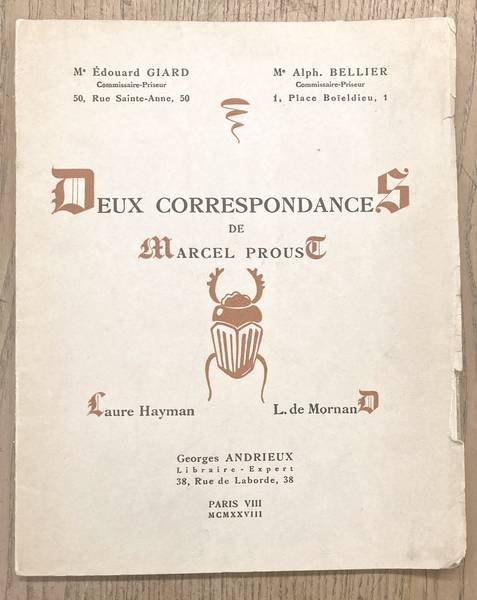 Me Édouard GIARD
Commissaire-Priseur
50, Rue Sainte-Anne, 50
Me Alph. BELLIER
Commissaire-Priseur
1, Place Boïeldieu, 1
DEUX CORRESPONDANCES
DE
MARCEL PROUST
Laure Hayman
L. de MornanD
Georges ANDRIEUX
Libraire-Expert
38, Rue de Laborde, 38
PARIS VIII
MCMXXVIII